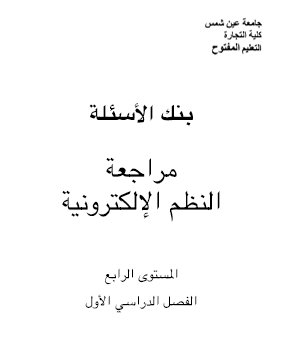 جامعة عين شمس
كلية التجارة
التعليم المفتوح
بنك الأسئلة
مراجعة
النظم الإلكترونية
المستوى الرابع
الفصل الدراسي الأول